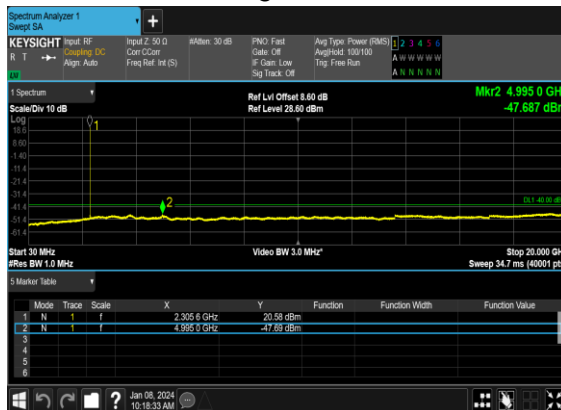 Spectrum Analyzer 1
Swept SA
KEYSIGHT Input: RF Input Z: 50 Ω #Atten: 30 dB PNO: Fast Avg Type: Power (RMS) 1 2 3 4 5 6
R T Coupling: DC Corr CCorr Gate: Off Avg|Hold: 100/100 A W W W W W
Align: Auto Freq Ref: Int (S) IF Gain: Low Trig: Free Run
LXI Sig Track: Off A N N N N N
1 Spectrum Ref Lvl Offset 8.60 dB Mkr2 4.995 0 GH
Scale/Div 10 dB Ref Level 28.60 dBm -47.687 dBr
Log
18.6 1
8.60
-1.40
-11.4
-21.4
-31.4 DL1 -40.00 dB
-41.4 2
-51.4
-61.4
Start 30 MHz Video BW 3.0 MHz* Stop 20.000 GH
#Res BW 1.0 MHz Sweep 34.7 ms (40001 pt
5 Marker Table
Mode Trace Scale X Y Function Function Width Function Value
1 N 1 f 2.305 6 GHz 20.58 dBm
2 N 1 f 4.995 0 GHz -47.69 dBm
3
4
5
6
? Jan 08, 2024
10:18:33 AM